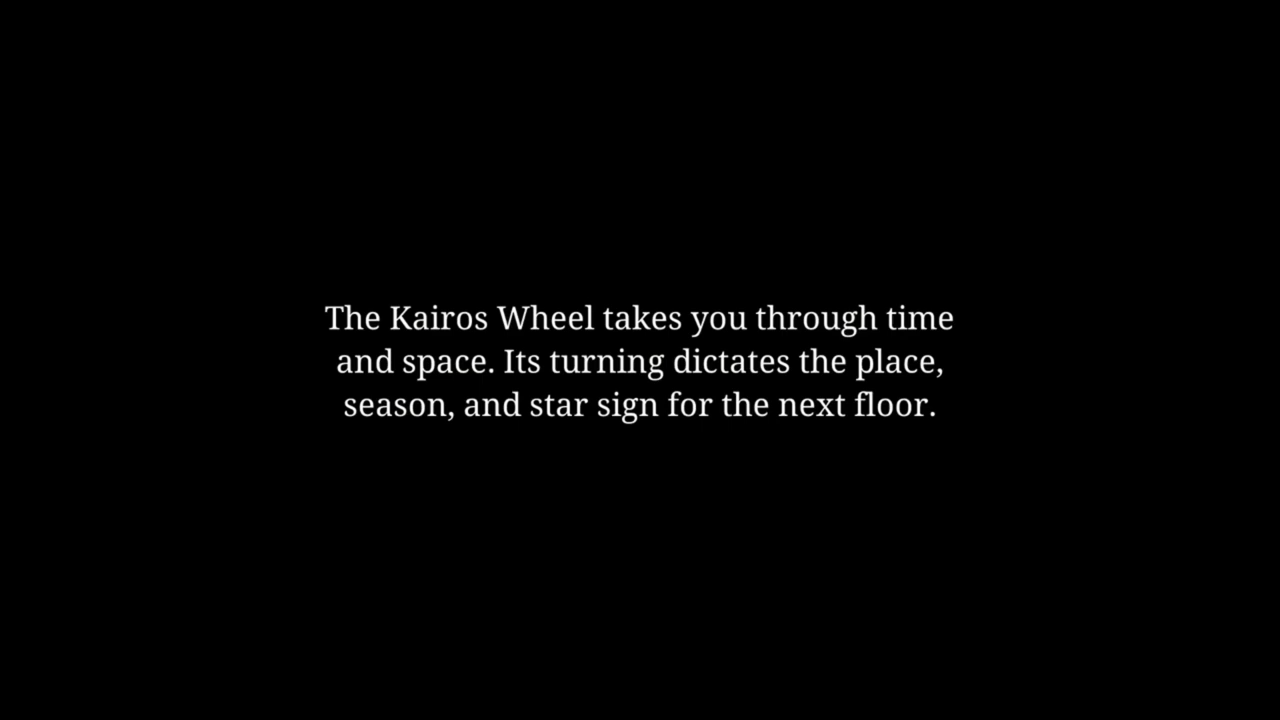 The Kairos Wheel takes you through time
and space. Its turning dictates the place,
season, and star sign for the next floor.